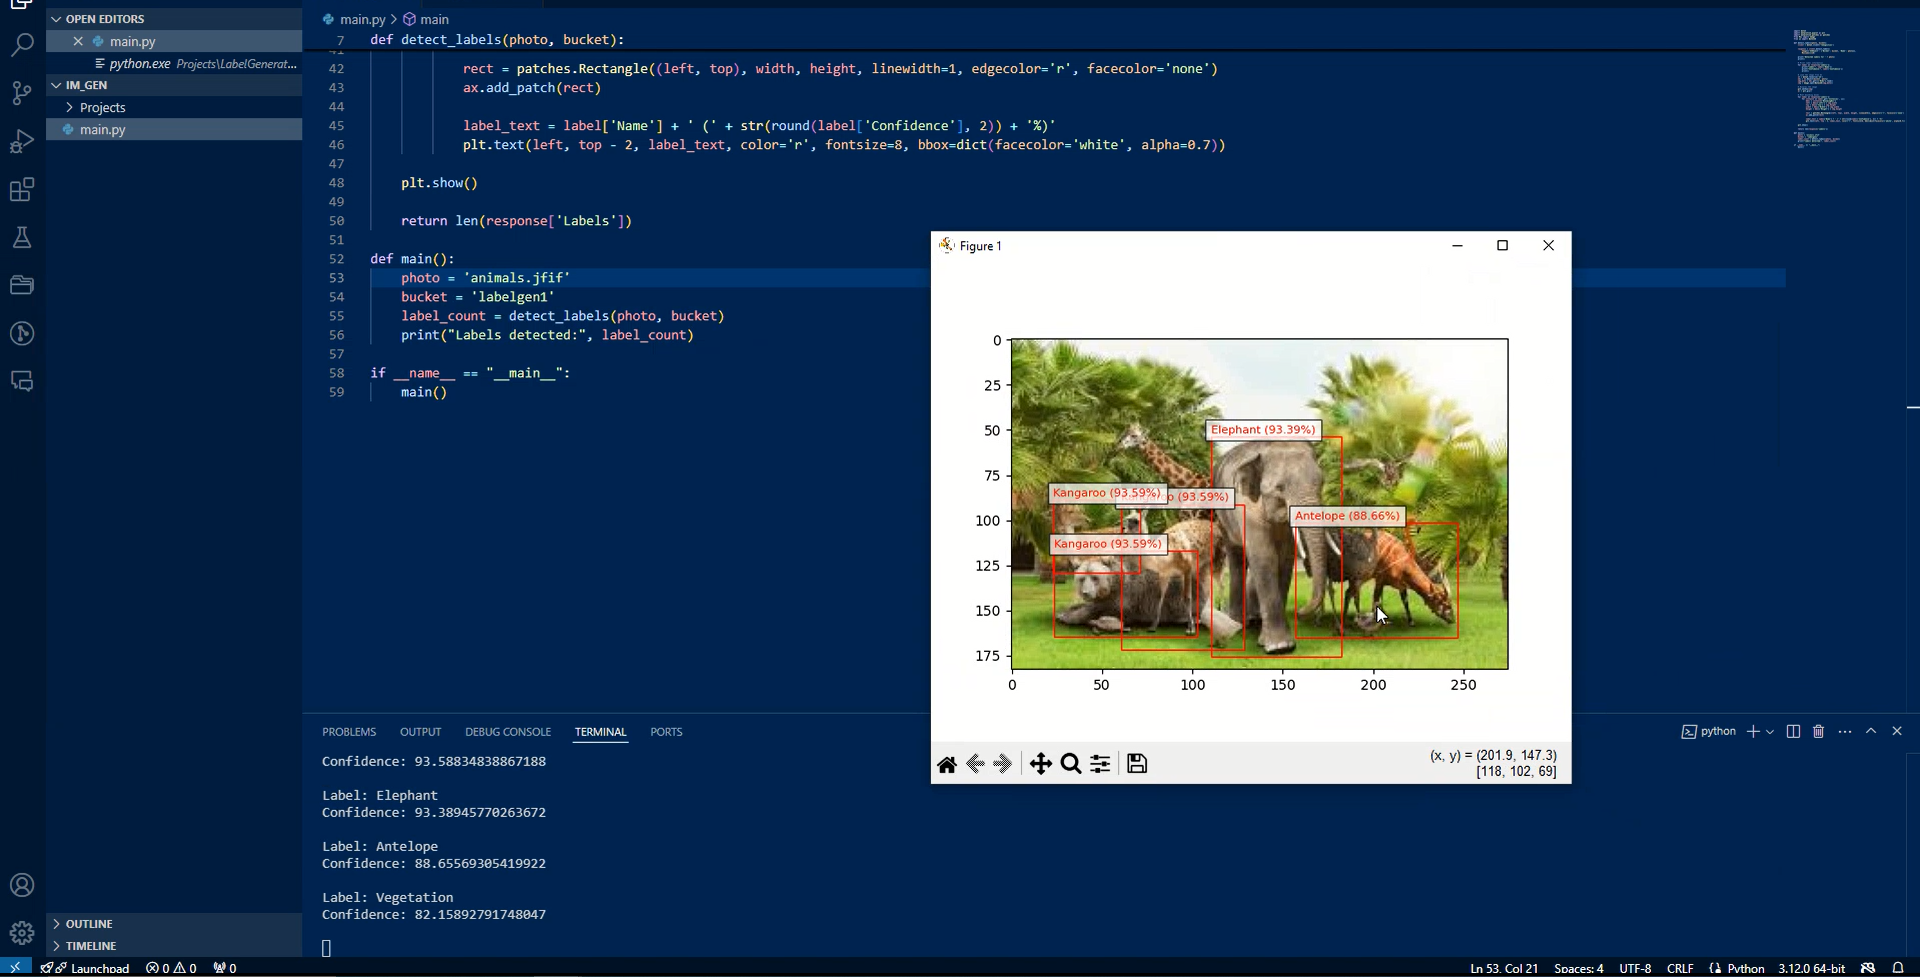 OPEN EDITORS
main.py
python.exe Projects\LabelGenerat...
IM_GEN
Projects
main.py
OUTLINE
TIMELINE
main.py > main
7 def detect_labels(photo, bucket):
42 rect = patches.Rectangle((left, top), width, height, linewidth=1, edgecolor='r', facecolor='none')
43 ax.add_patch(rect)
44
45 label_text = label['Name'] + ' (' + str(round(label['Confidence'], 2)) + '%)'
46 plt.text(left, top - 2, label_text, color='r', fontsize=8, bbox=dict(facecolor='white', alpha=0.7))
47
48 plt.show()
49
50 return len(response['Labels'])
51
52 def main():
53 photo = 'animals.jfif'
54 bucket = 'labelgen1'
55 label_count = detect_labels(photo, bucket)
56 print("Labels detected:", label_count)
57
58 if __name__ == "__main__":
59 main()
Figure 1
0
25
50
75
100
125
150
175
Elephant (93.39%)
Kangaroo (93.59%)
(93.59%)
Antelope (88.66%)
Kangaroo (93.59%)
0 50 100 150 200 250
(x, y) = (201.9, 147.3)
[118, 102, 69]
PROBLEMS OUTPUT DEBUG CONSOLE TERMINAL PORTS
python
Confidence: 93.58834838867188
Label: Elephant
Confidence: 93.38945770263672
Label: Antelope
Confidence: 88.65569305419922
Label: Vegetation
Confidence: 82.15892791748047
Launchpad 0 0 0
Ln 53, Col 21 Spaces: 4 UTF-8 CRLF Python 3.12.0 64-bit